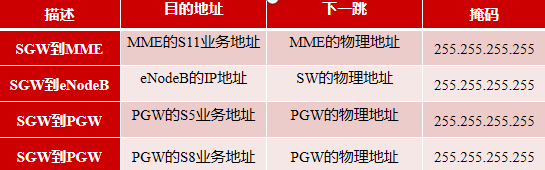 描述 目的地址 下一跳 掩码
SGW到MME MME的S11业务地址 MME的物理地址 255.255.255.255
SGW到eNodeB eNodeB的IP地址 SW的物理地址 255.255.255.255
SGW到PGW PGW的S5业务地址 PGW的物理地址 255.255.255.255
SGW到PGW PGW的S8业务地址 PGW的物理地址 255.255.255.255